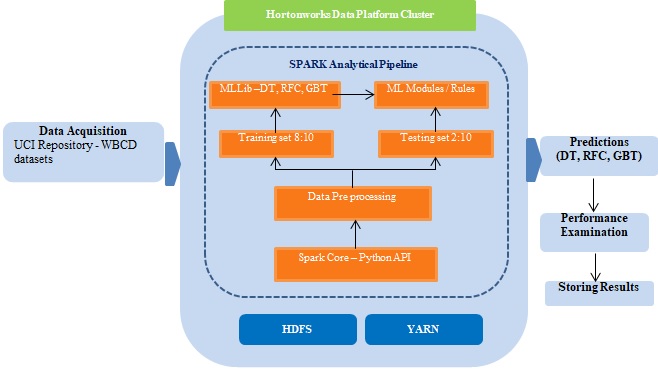 Hortonworks Data Platform Cluster
SPARK Analytical Pipeline
MLLib –DT, RFC, GBT
ML Modules / Rules
Training set 8:10
Testing set 2:10
Data Pre processing
Spark Core – Python API
HDFS
YARN
Data Acquisition
UCI Repository - WBCD
datasets
Predictions
(DT, RFC, GBT)
Performance
Examination
Storing Results